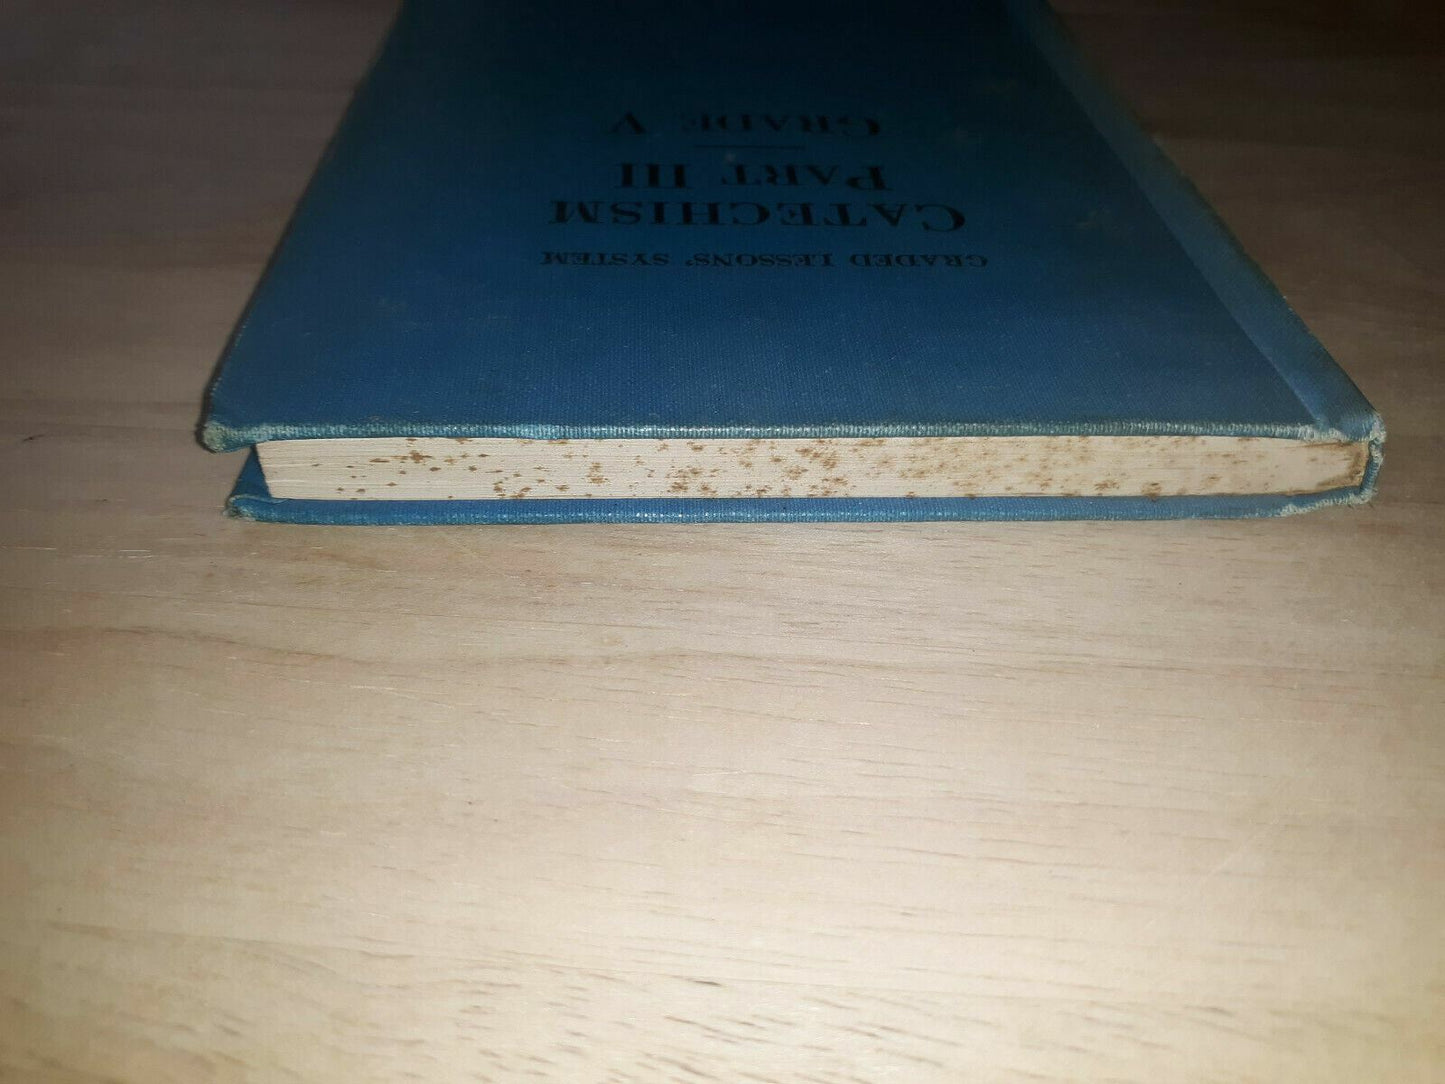 GRADED LESSONS' SYSTEM
CATECHISM
PART III
GRADE V